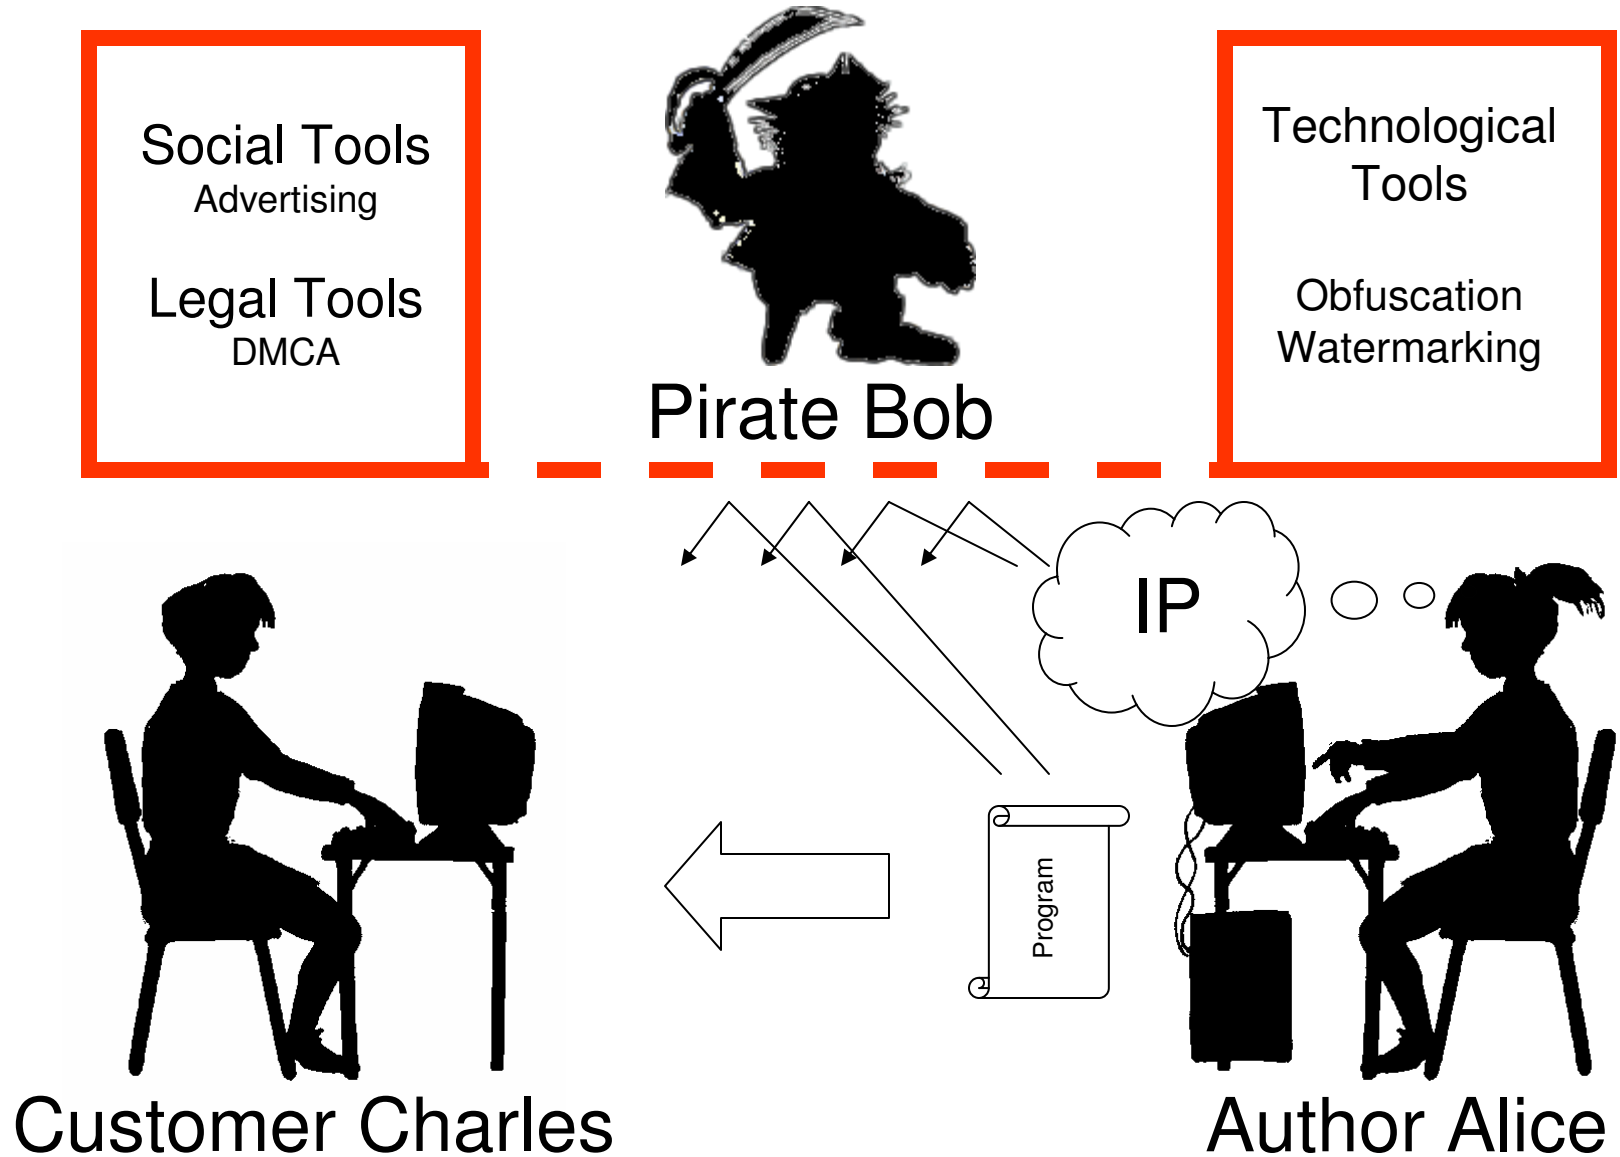 Social Tools
Advertising
Legal Tools
DMCA
Pirate Bob
Technological
Tools
Obfuscation
Watermarking
IP
Program
Customer Charles
Author Alice